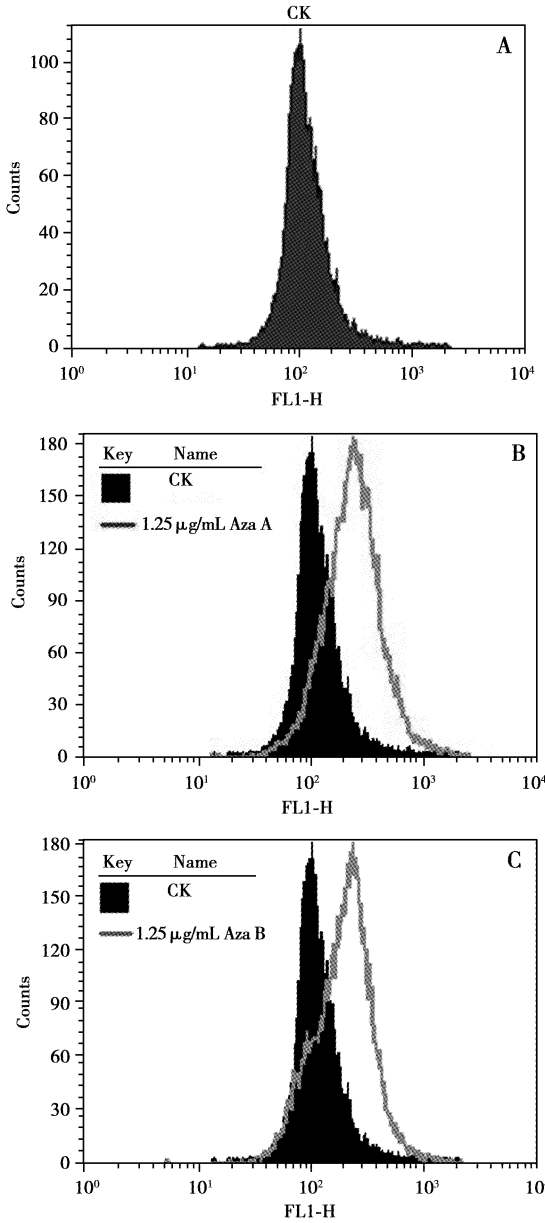 CK
A
100
80
60
40
20
0
Counts
10⁰ 10¹ 10² 10³ 10⁴
FL1-H
B
Key Name
CK
1.25 μg/mL Aza A
180
150
120
90
60
30
0
Counts
10⁰ 10¹ 10² 10³ 10⁴
FL1-H
C
Key Name
CK
1.25 μg/mL Aza B
180
150
120
90
60
30
0
Counts
10⁰ 10¹ 10² 10³ 10
FL1-H